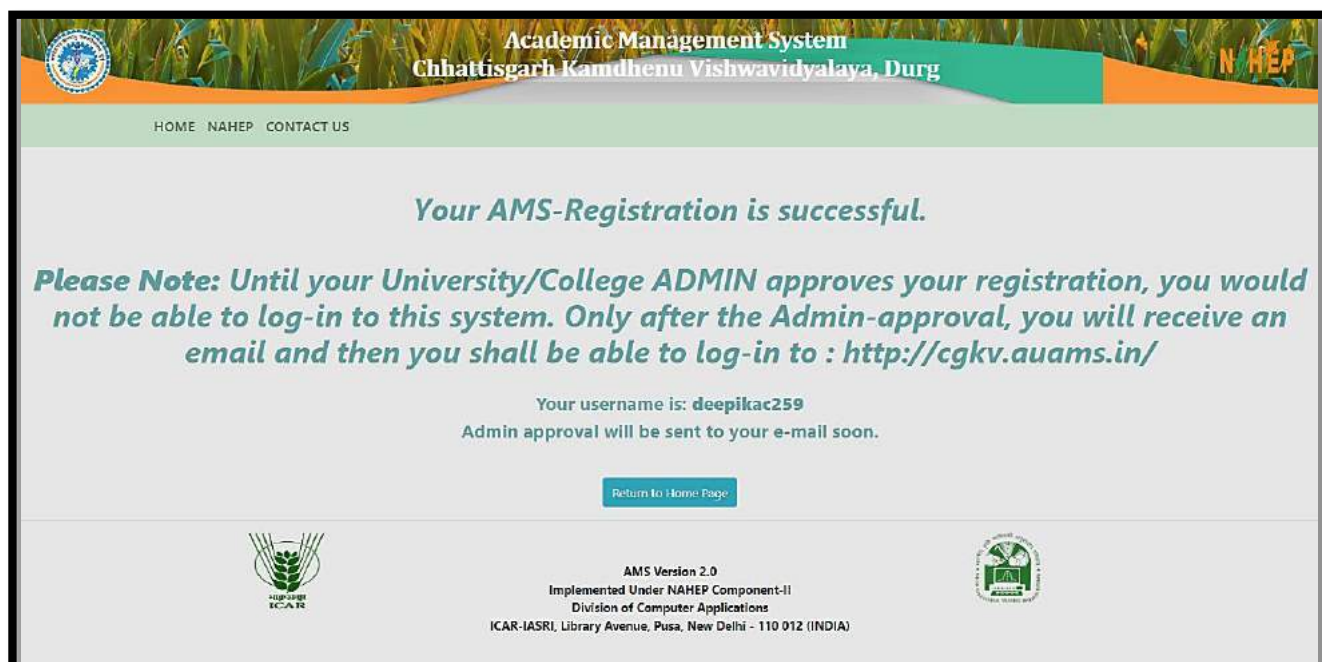 Academic Management System
Chhattisgarh Kamdhenu Vishwavidyalaya, Durg
NAHEP
HOME NAHEP CONTACT US
Your AMS-Registration is successful.
Please Note: Until your University/College ADMIN approves your registration, you would
not be able to log-in to this system. Only after the Admin-approval, you will receive an
email and then you shall be able to log-in to : http://cgkv.auams.in/
Your username is: deepikac259
Admin approval will be sent to your e-mail soon.
Return to Home Page
ICAR
AMS Version 2.0
Implemented Under NAHEP Component-II
Division of Computer Applications
ICAR-IASRI, Library Avenue, Pusa, New Delhi - 110 012 (INDIA)